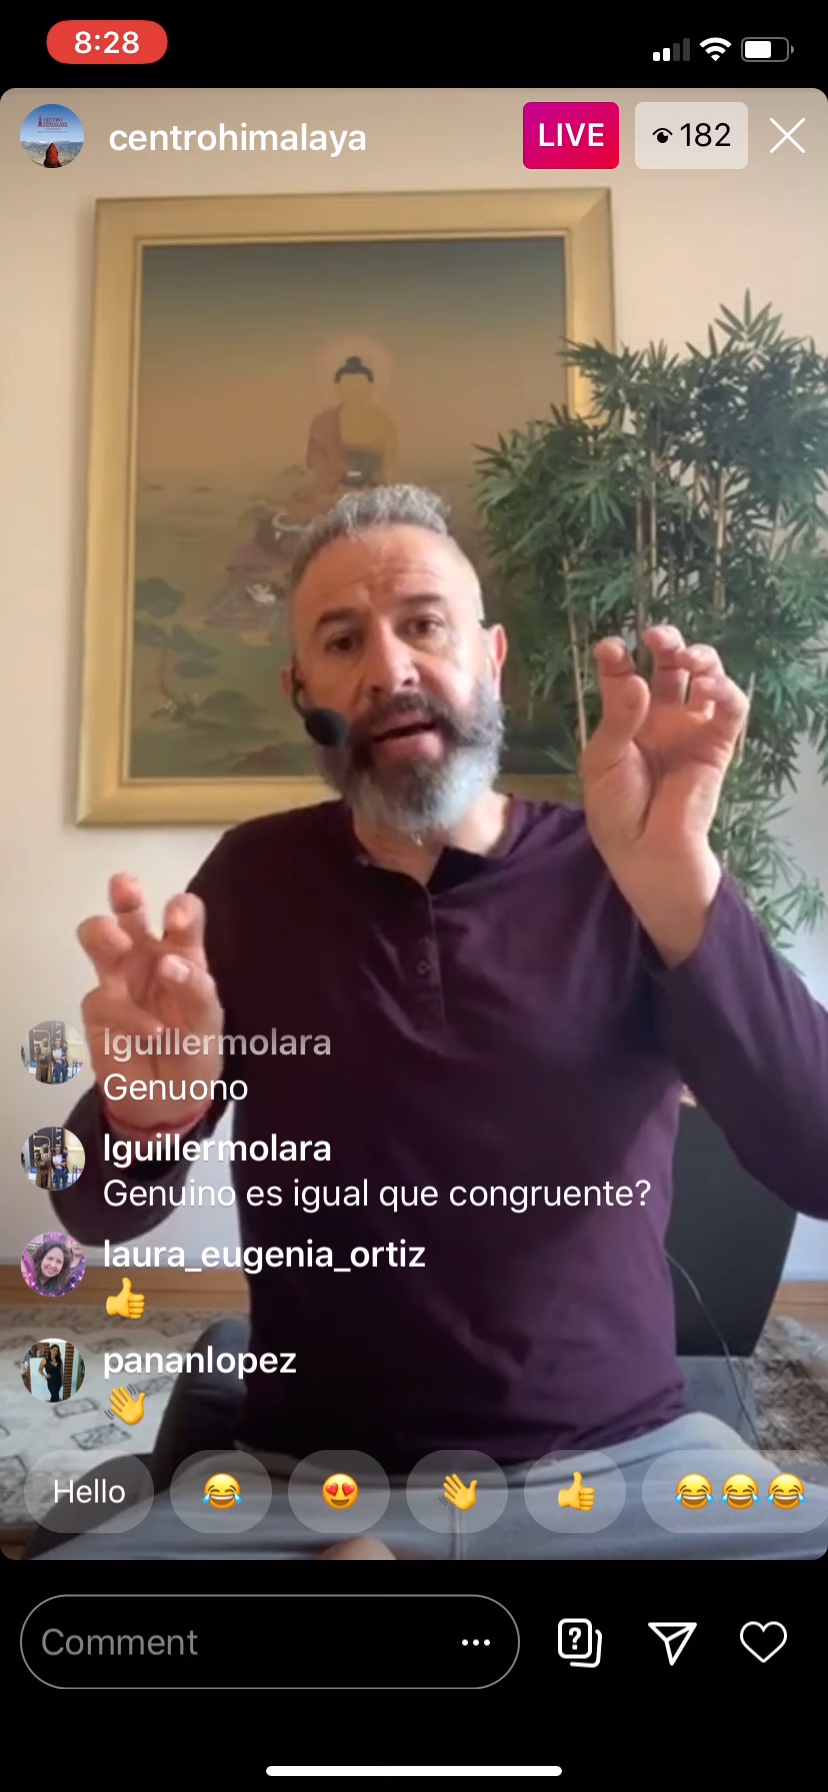 8:28
centrohimalaya
LIVE
182
lguillermolara
Genuono
lguillermolara
Genuino es igual que congruente?
laura_eugenia_ortiz
👍
pananlopez
👋
Hello 😂 😍 👋 👍 😂😂😂
Comment